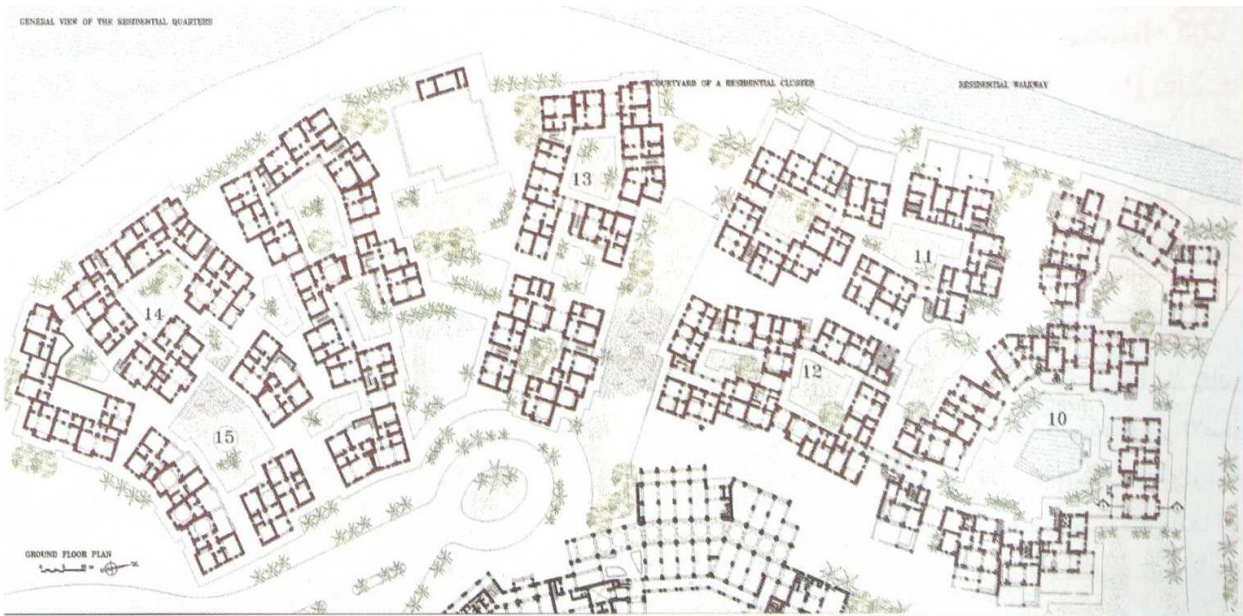 GENERAL VIEW OF THE RESIDENTIAL QUARTERS
COURTYARD OF A RESIDENTIAL CLUSTER
RESIDENTIAL WALKWAY
13
11
14
12
10
15
GROUND FLOOR PLAN